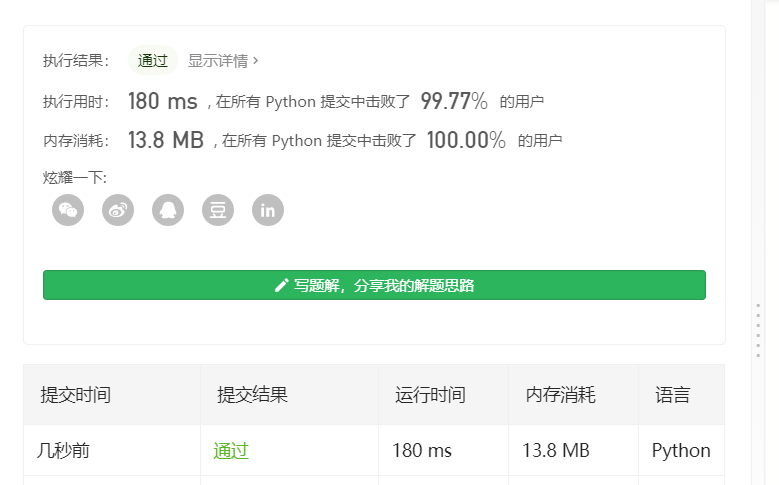 执行结果： 通过 显示详情 ›
执行用时： 180 ms , 在所有 Python 提交中击败了 99.77% 的用户
内存消耗： 13.8 MB , 在所有 Python 提交中击败了 100.00% 的用户
炫耀一下:
豆 in
写题解，分享我的解题思路
提交时间 提交结果 运行时间 内存消耗 语言
几秒前 通过 180 ms 13.8 MB Python